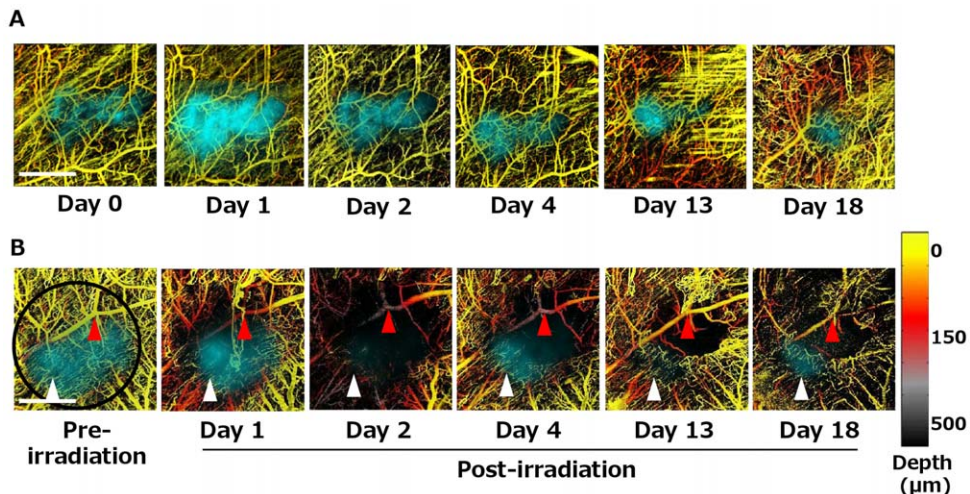 A
Day 0 Day 1 Day 2 Day 4 Day 13 Day 18
B
0
150
500
Depth
(μm)
Pre-
irradiation
Day 1 Day 2 Day 4 Day 13 Day 18
Post-irradiation